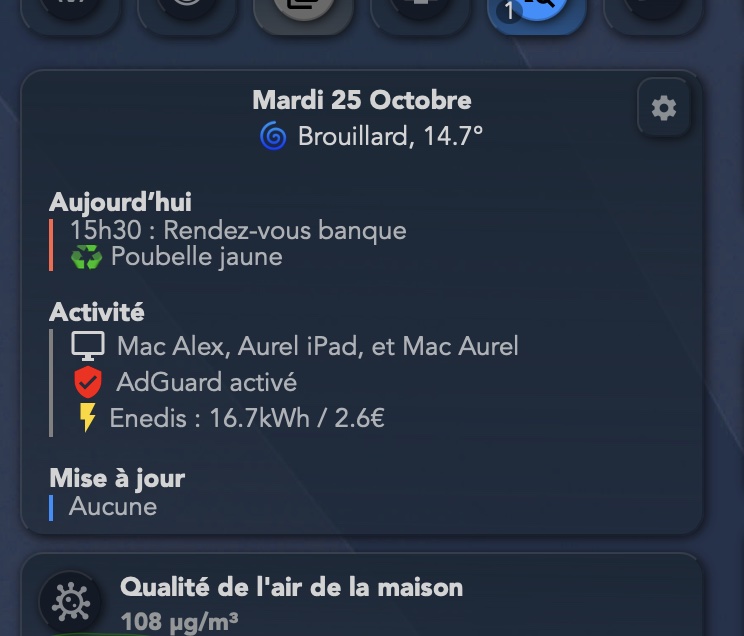 1
Mardi 25 Octobre
Brouillard, 14.7°
Aujourd’hui
15h30 : Rendez-vous banque
Poubelle jaune
Activité
Mac Alex, Aurel iPad, et Mac Aurel
AdGuard activé
Enedis : 16.7kWh / 2.6€
Mise à jour
Aucune
Qualité de l'air de la maison
108 µg/m³